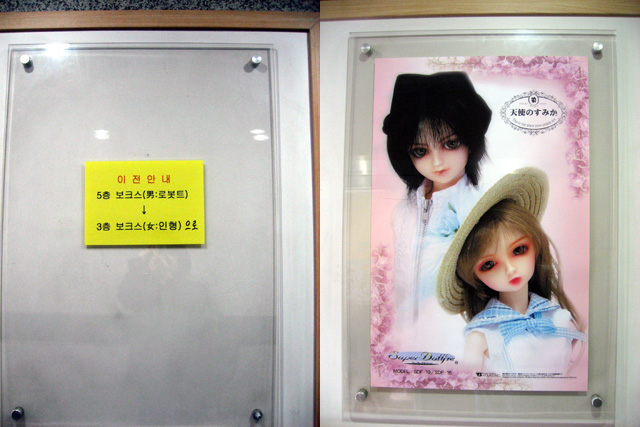 이 전 안 내
5층 보크스(男:로봇트)
↓
3층 보크스(女:인형) 으로
天使のすみか
Super Dollfie